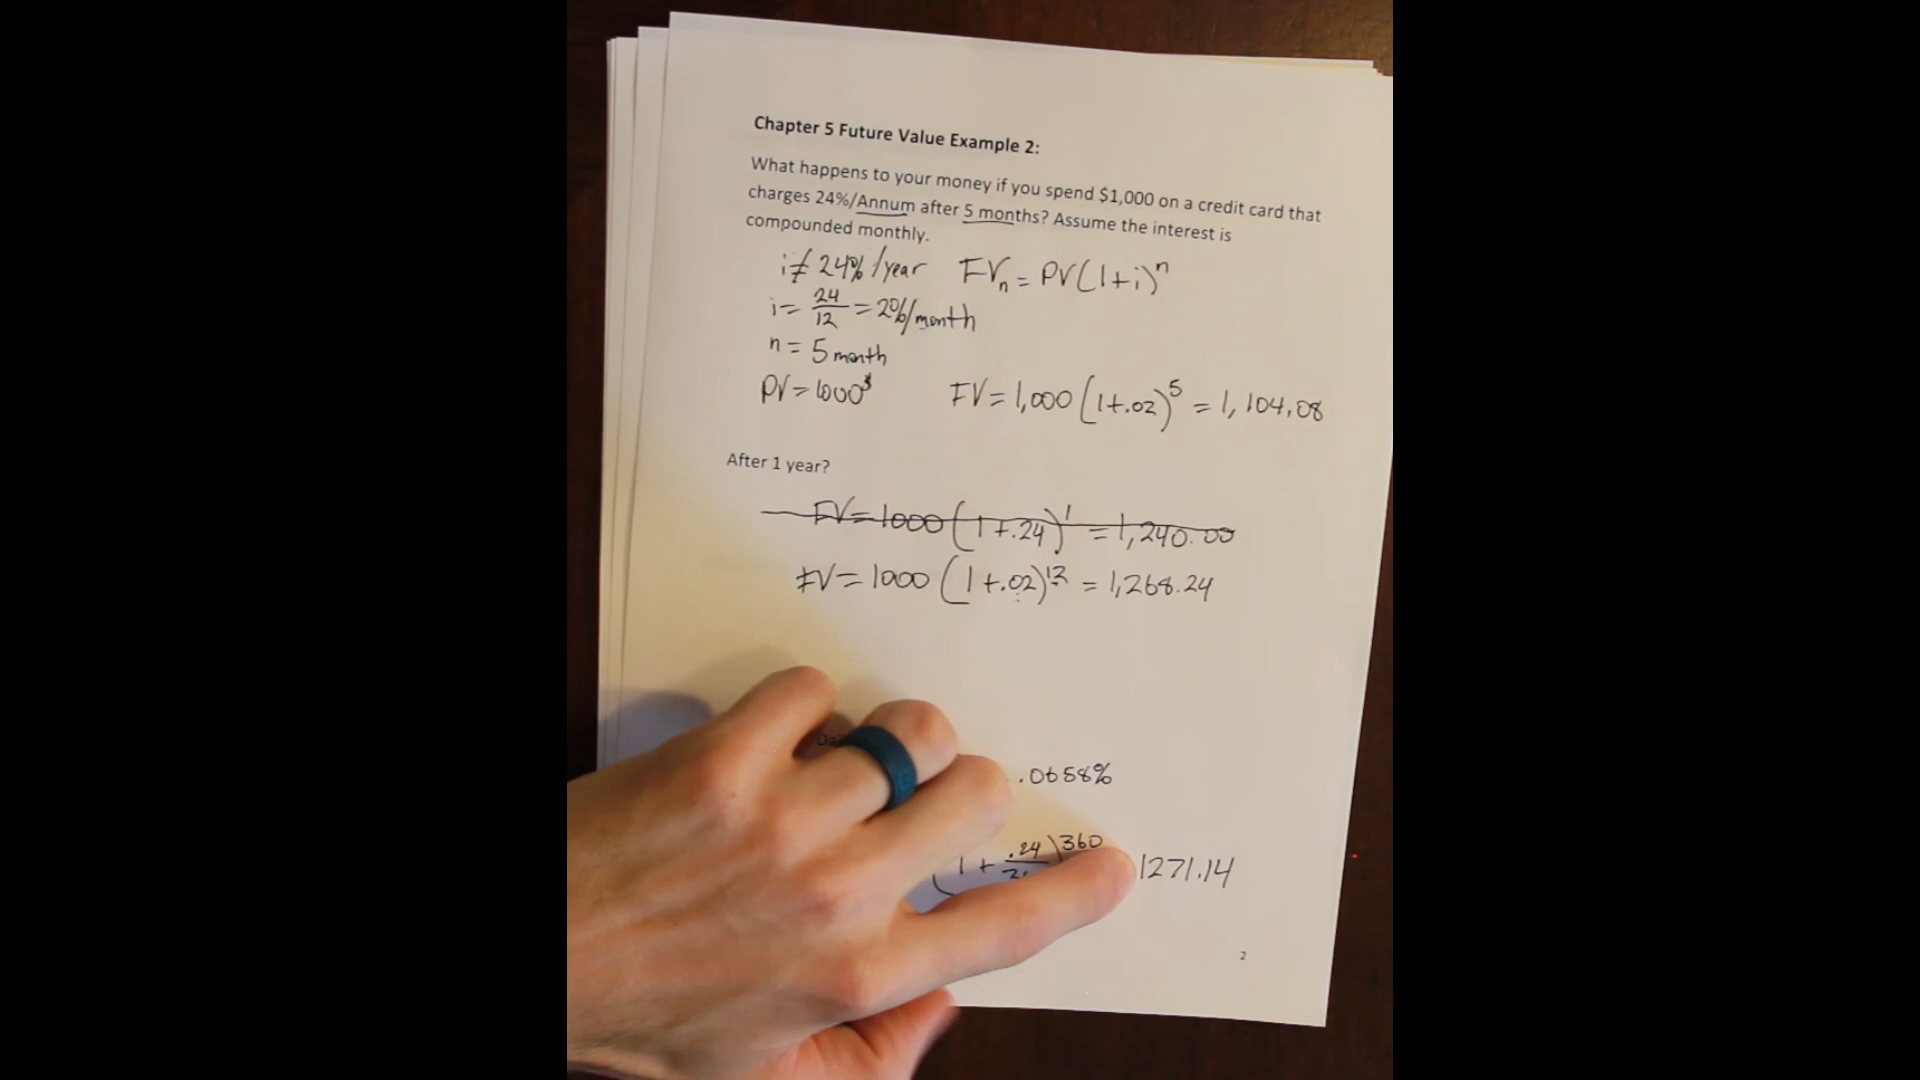 Chapter 5 Future Value Example 2:
What happens to your money if you spend $1,000 on a credit card that
charges 24%/Annum after 5 months? Assume the interest is
compounded monthly.
i ≠ 24% /year FVn = PV(1+i)^n
i = 24/12 = 2%/month
n = 5 month
PV = 1000$ FV = 1,000 (1+.02)^5 = 1,104.08
After 1 year?
FV = 1000 (1+.24)^1 = 1,240.00
FV = 1000 (1+.02)^12 = 1,268.24
.0658%
(1 + .24 )^360 1271.14
2